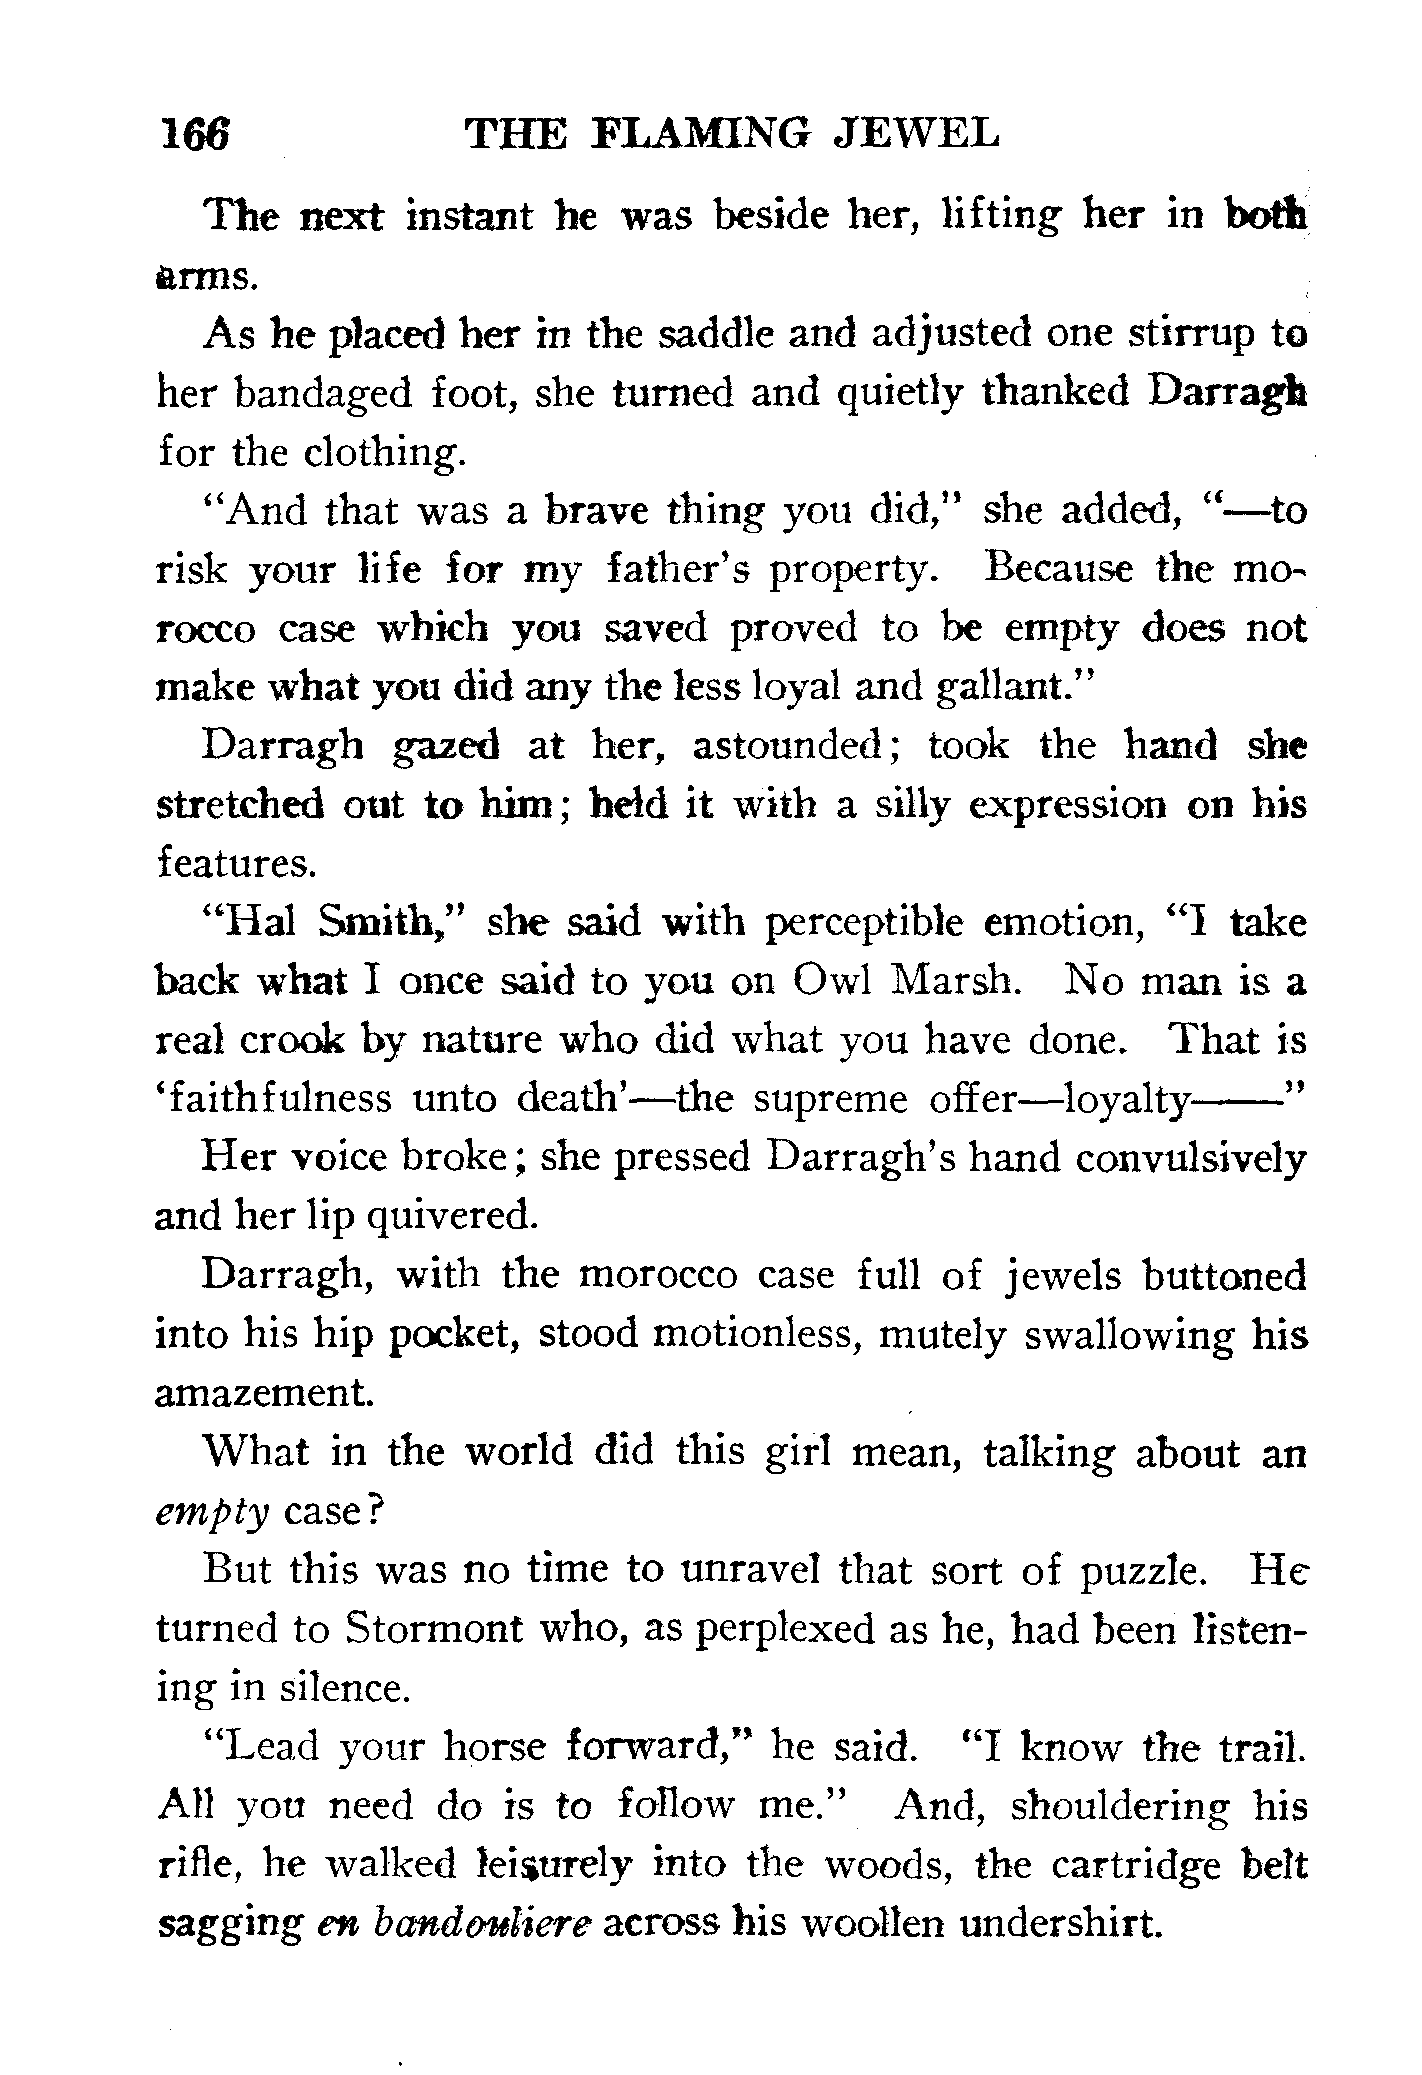 166 THE FLAMING JEWEL
The next instant he was beside her, lifting her in both
arms.
As he placed her in the saddle and adjusted one stirrup to
her bandaged foot, she turned and quietly thanked Darragh
for the clothing.
"And that was a brave thing you did," she added, "—to
risk your life for my father's property. Because the mo-
rocco case which you saved proved to be empty does not
make what you did any the less loyal and gallant."
Darragh gazed at her, astounded; took the hand she
stretched out to him; held it with a silly expression on his
features.
"Hal Smith," she said with perceptible emotion, "I take
back what I once said to you on Owl Marsh. No man is a
real crook by nature who did what you have done. That is
'faithfulness unto death'—the supreme offer—loyalty——"
Her voice broke; she pressed Darragh's hand convulsively
and her lip quivered.
Darragh, with the morocco case full of jewels buttoned
into his hip pocket, stood motionless, mutely swallowing his
amazement.
What in the world did this girl mean, talking about an
empty case?
But this was no time to unravel that sort of puzzle. He
turned to Stormont who, as perplexed as he, had been listen-
ing in silence.
"Lead your horse forward," he said. "I know the trail.
All you need do is to follow me." And, shouldering his
rifle, he walked leisurely into the woods, the cartridge belt
sagging en bandouliere across his woollen undershirt.